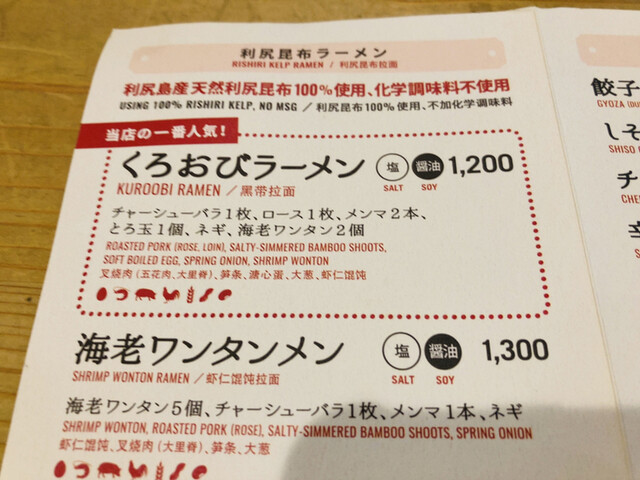 利尻昆布ラーメン
RISHIRI KELP RAMEN / 利尻昆布拉面
利尻島産天然利尻昆布100%使用、化学調味料不使用
USING 100% RISHIRI KELP, NO MSG / 利尻昆布100%使用、不加化学调味料
当店の一番人気!
くろおびラーメン 塩 醤油 1,200
KUROOBI RAMEN / 黑带拉面 SALT SOY
チャーシューバラ1枚、ロース1枚、メンマ2本、
とろ玉1個、ネギ、海老ワンタン2個
ROASTED PORK (ROSE, LOIN), SALTY-SIMMERED BAMBOO SHOOTS,
SOFT BOILED EGG, SPRING ONION, SHRIMP WONTON
叉烧肉(五花肉、大里脊)、笋条、溏心蛋、大葱、虾仁馄饨
海老ワンタンメン 塩 醤油 1,300
SHRIMP WONTON RAMEN / 虾仁馄饨拉面 SALT SOY
海老ワンタン5個、チャーシューバラ1枚、メンマ1本、ネギ
SHRIMP WONTON, ROASTED PORK (ROSE), SALTY-SIMMERED BAMBOO SHOOTS, SPRING ONION
虾仁馄饨、叉烧肉(大里脊)、笋条、大葱
餃子
GYOZA
しそ
SHISO
チ
CHE